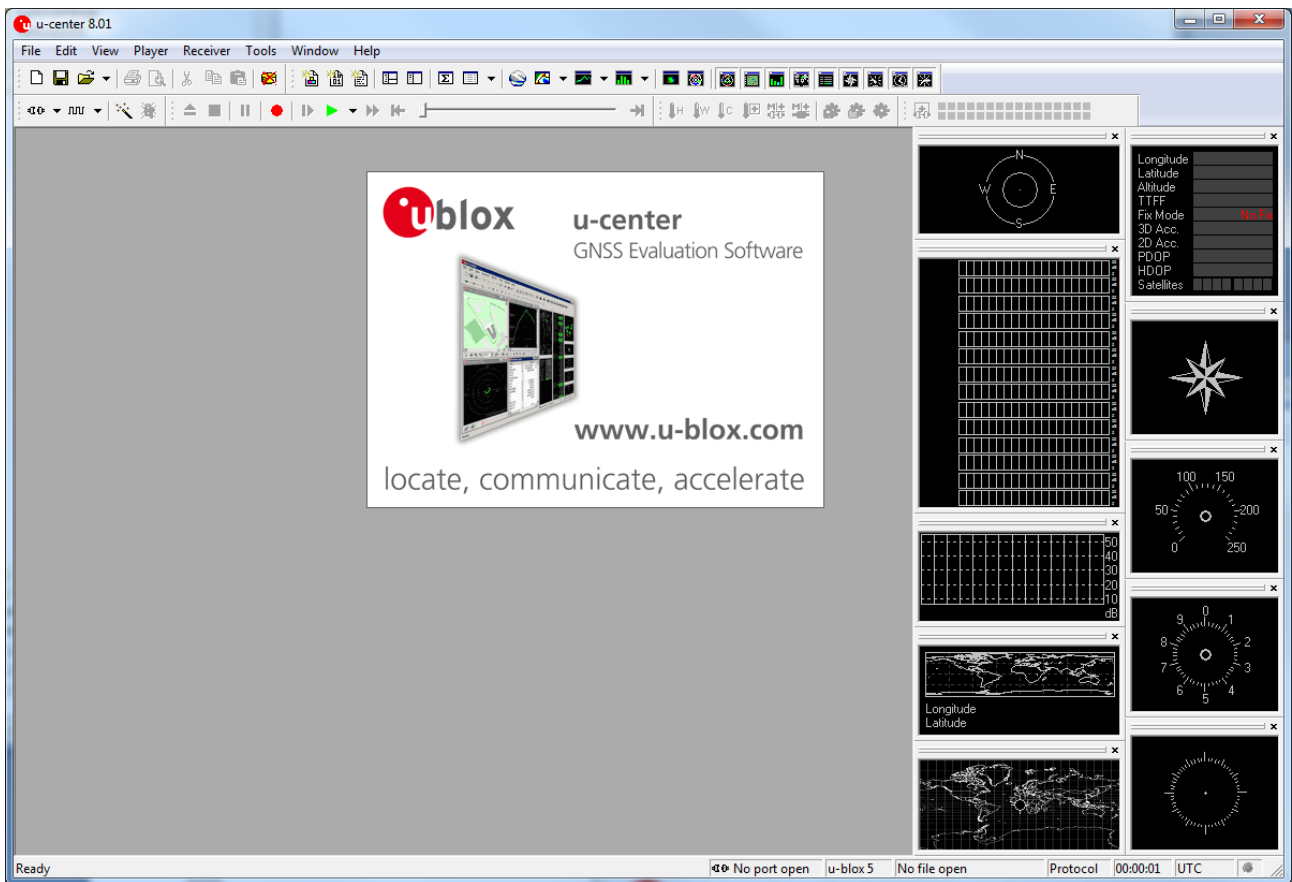 u-center 8.01
File Edit View Player Receiver Tools Window Help
H W C
ublox
u-center
GNSS Evaluation Software
www.u-blox.com
locate, communicate, accelerate
N
W E
S
50
40
30
20
10
dB
Longitude
Latitude
Longitude
Latitude
Altitude
TTFF
Fix Mode No Fix
3D Acc.
2D Acc.
PDOP
HDOP
Satellites
100 150
50 200
0 250
0
9 1
8 2
7 3
6 4
5
Ready No port open u-blox 5 No file open Protocol 00:00:01 UTC